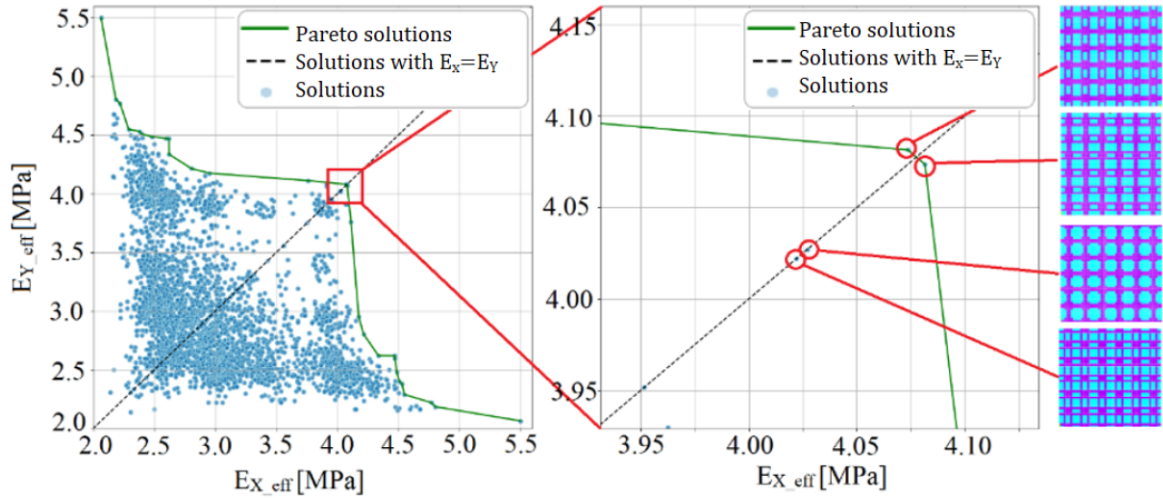 Pareto solutions
Solutions with Ex=EY
Solutions
5.5
5.0
4.5
4.0
3.5
3.0
2.5
2.0
2.0 2.5 3.0 3.5 4.0 4.5 5.0 5.5
EY_eff [MPa]
EX_eff [MPa]
Pareto solutions
Solutions with Ex=EY
Solutions
4.15
4.10
4.05
4.00
3.95
3.95 4.00 4.05 4.10
EX_eff [MPa]